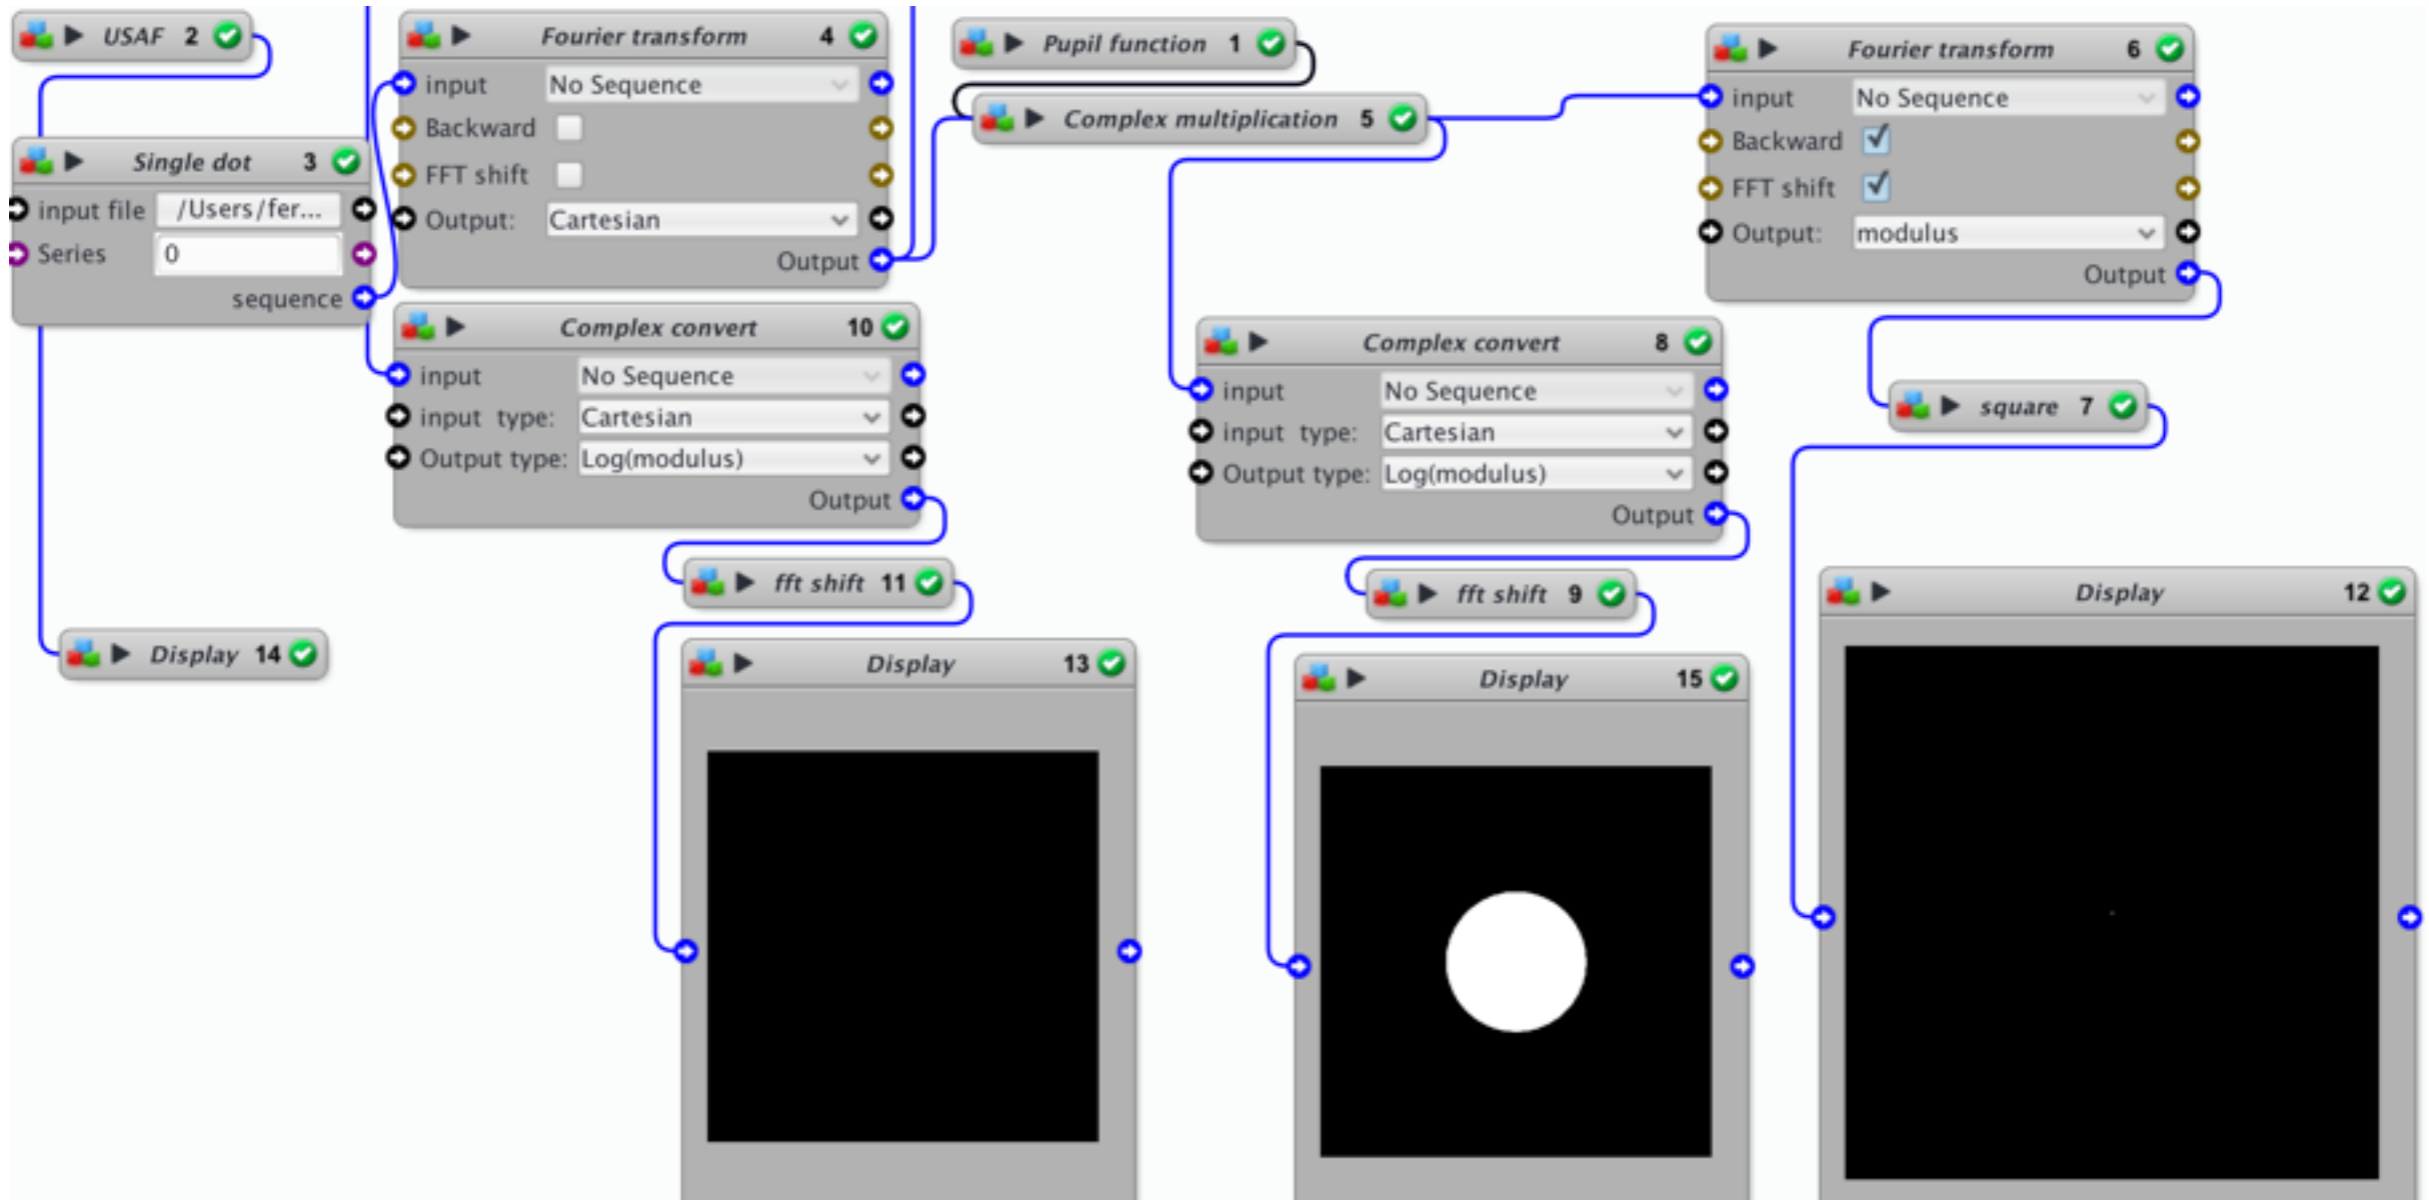 USAF 2
Single dot 3
input file /Users/fer...
Series 0
sequence
Fourier transform 4
input No Sequence
Backward
FFT shift
Output: Cartesian
Output
Pupil function 1
Complex multiplication 5
Fourier transform 6
input No Sequence
Backward
FFT shift
Output: modulus
Output
Complex convert 10
input No Sequence
input type: Cartesian
Output type: Log(modulus)
Output
Complex convert 8
input No Sequence
input type: Cartesian
Output type: Log(modulus)
Output
square 7
fft shift 11
fft shift 9
Display 12
Display 14
Display 13
Display 15